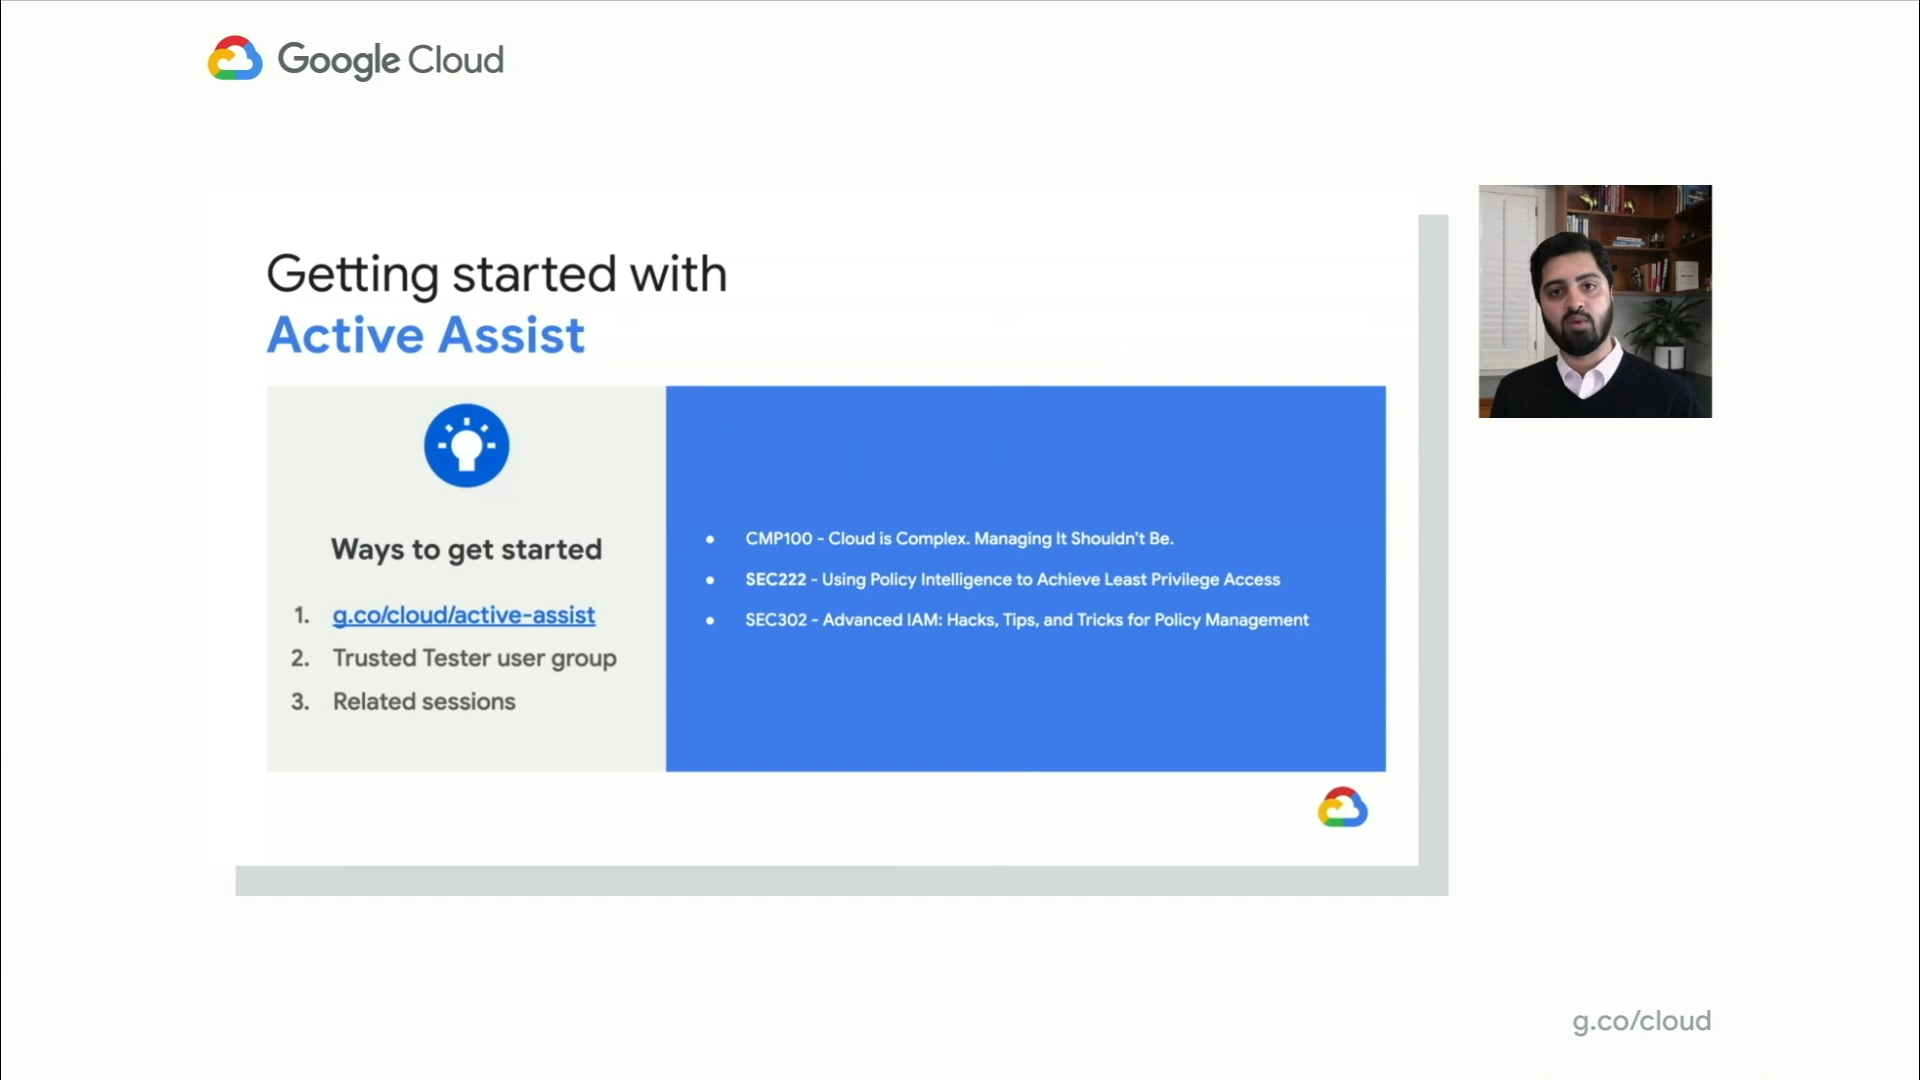 Google Cloud
Getting started with
Active Assist
Ways to get started
1. g.co/cloud/active-assist
2. Trusted Tester user group
3. Related sessions
• CMP100 - Cloud is Complex. Managing It Shouldn't Be.
• SEC222 - Using Policy Intelligence to Achieve Least Privilege Access
• SEC302 - Advanced IAM: Hacks, Tips, and Tricks for Policy Management
g.co/cloud